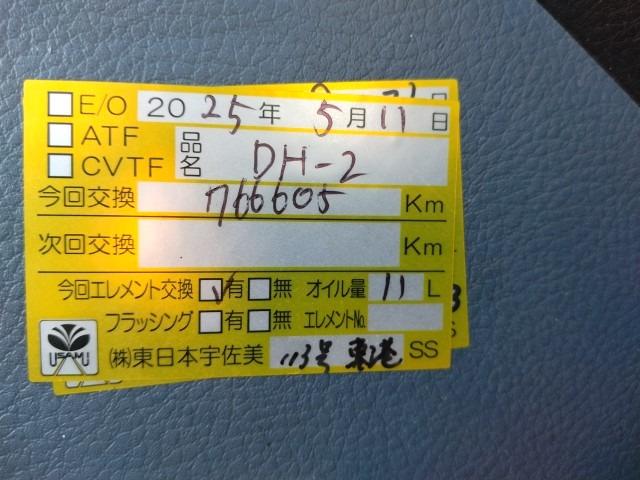 E/O 2025年 5月11日
ATF
CVTF
品名 DH-2
今回交換 766605 Km
次回交換 Km
今回エレメント交換 ✓有 無 オイル量 11 L
フラッシング 有 無 エレメントNo.
USAMI (株)東日本宇佐美 113号 東港 SS